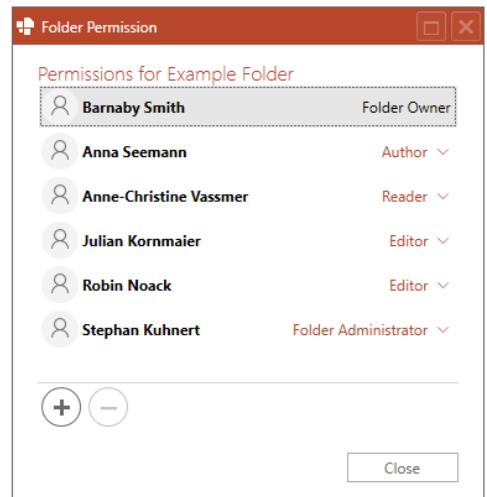 Folder Permission
Permissions for Example Folder
Barnaby Smith Folder Owner
Anna Seemann Author
Anne-Christine Vassmer Reader
Julian Kornmaier Editor
Robin Noack Editor
Stephan Kuhnert Folder Administrator
Close